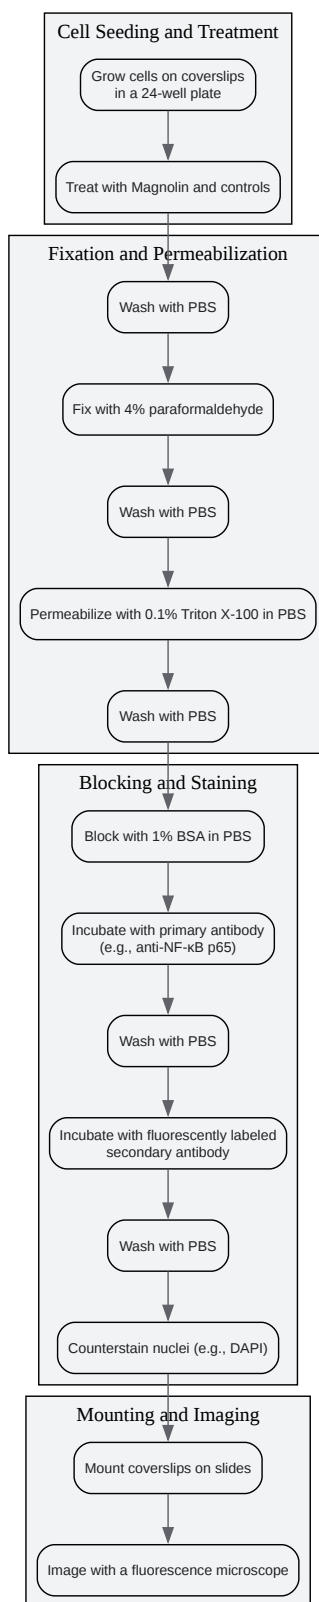 Cell Seeding and Treatment
Grow cells on coverslips
in a 24-well plate
Treat with Magnolin and controls
Fixation and Permeabilization
Wash with PBS
Fix with 4% paraformaldehyde
Wash with PBS
Permeabilize with 0.1% Triton X-100 in PBS
Wash with PBS
Blocking and Staining
Block with 1% BSA in PBS
Incubate with primary antibody
(e.g., anti-NF-κB p65)
Wash with PBS
Incubate with fluorescently labeled
secondary antibody
Wash with PBS
Counterstain nuclei (e.g., DAPI)
Mounting and Imaging
Mount coverslips on slides
Image with a fluorescence microscope